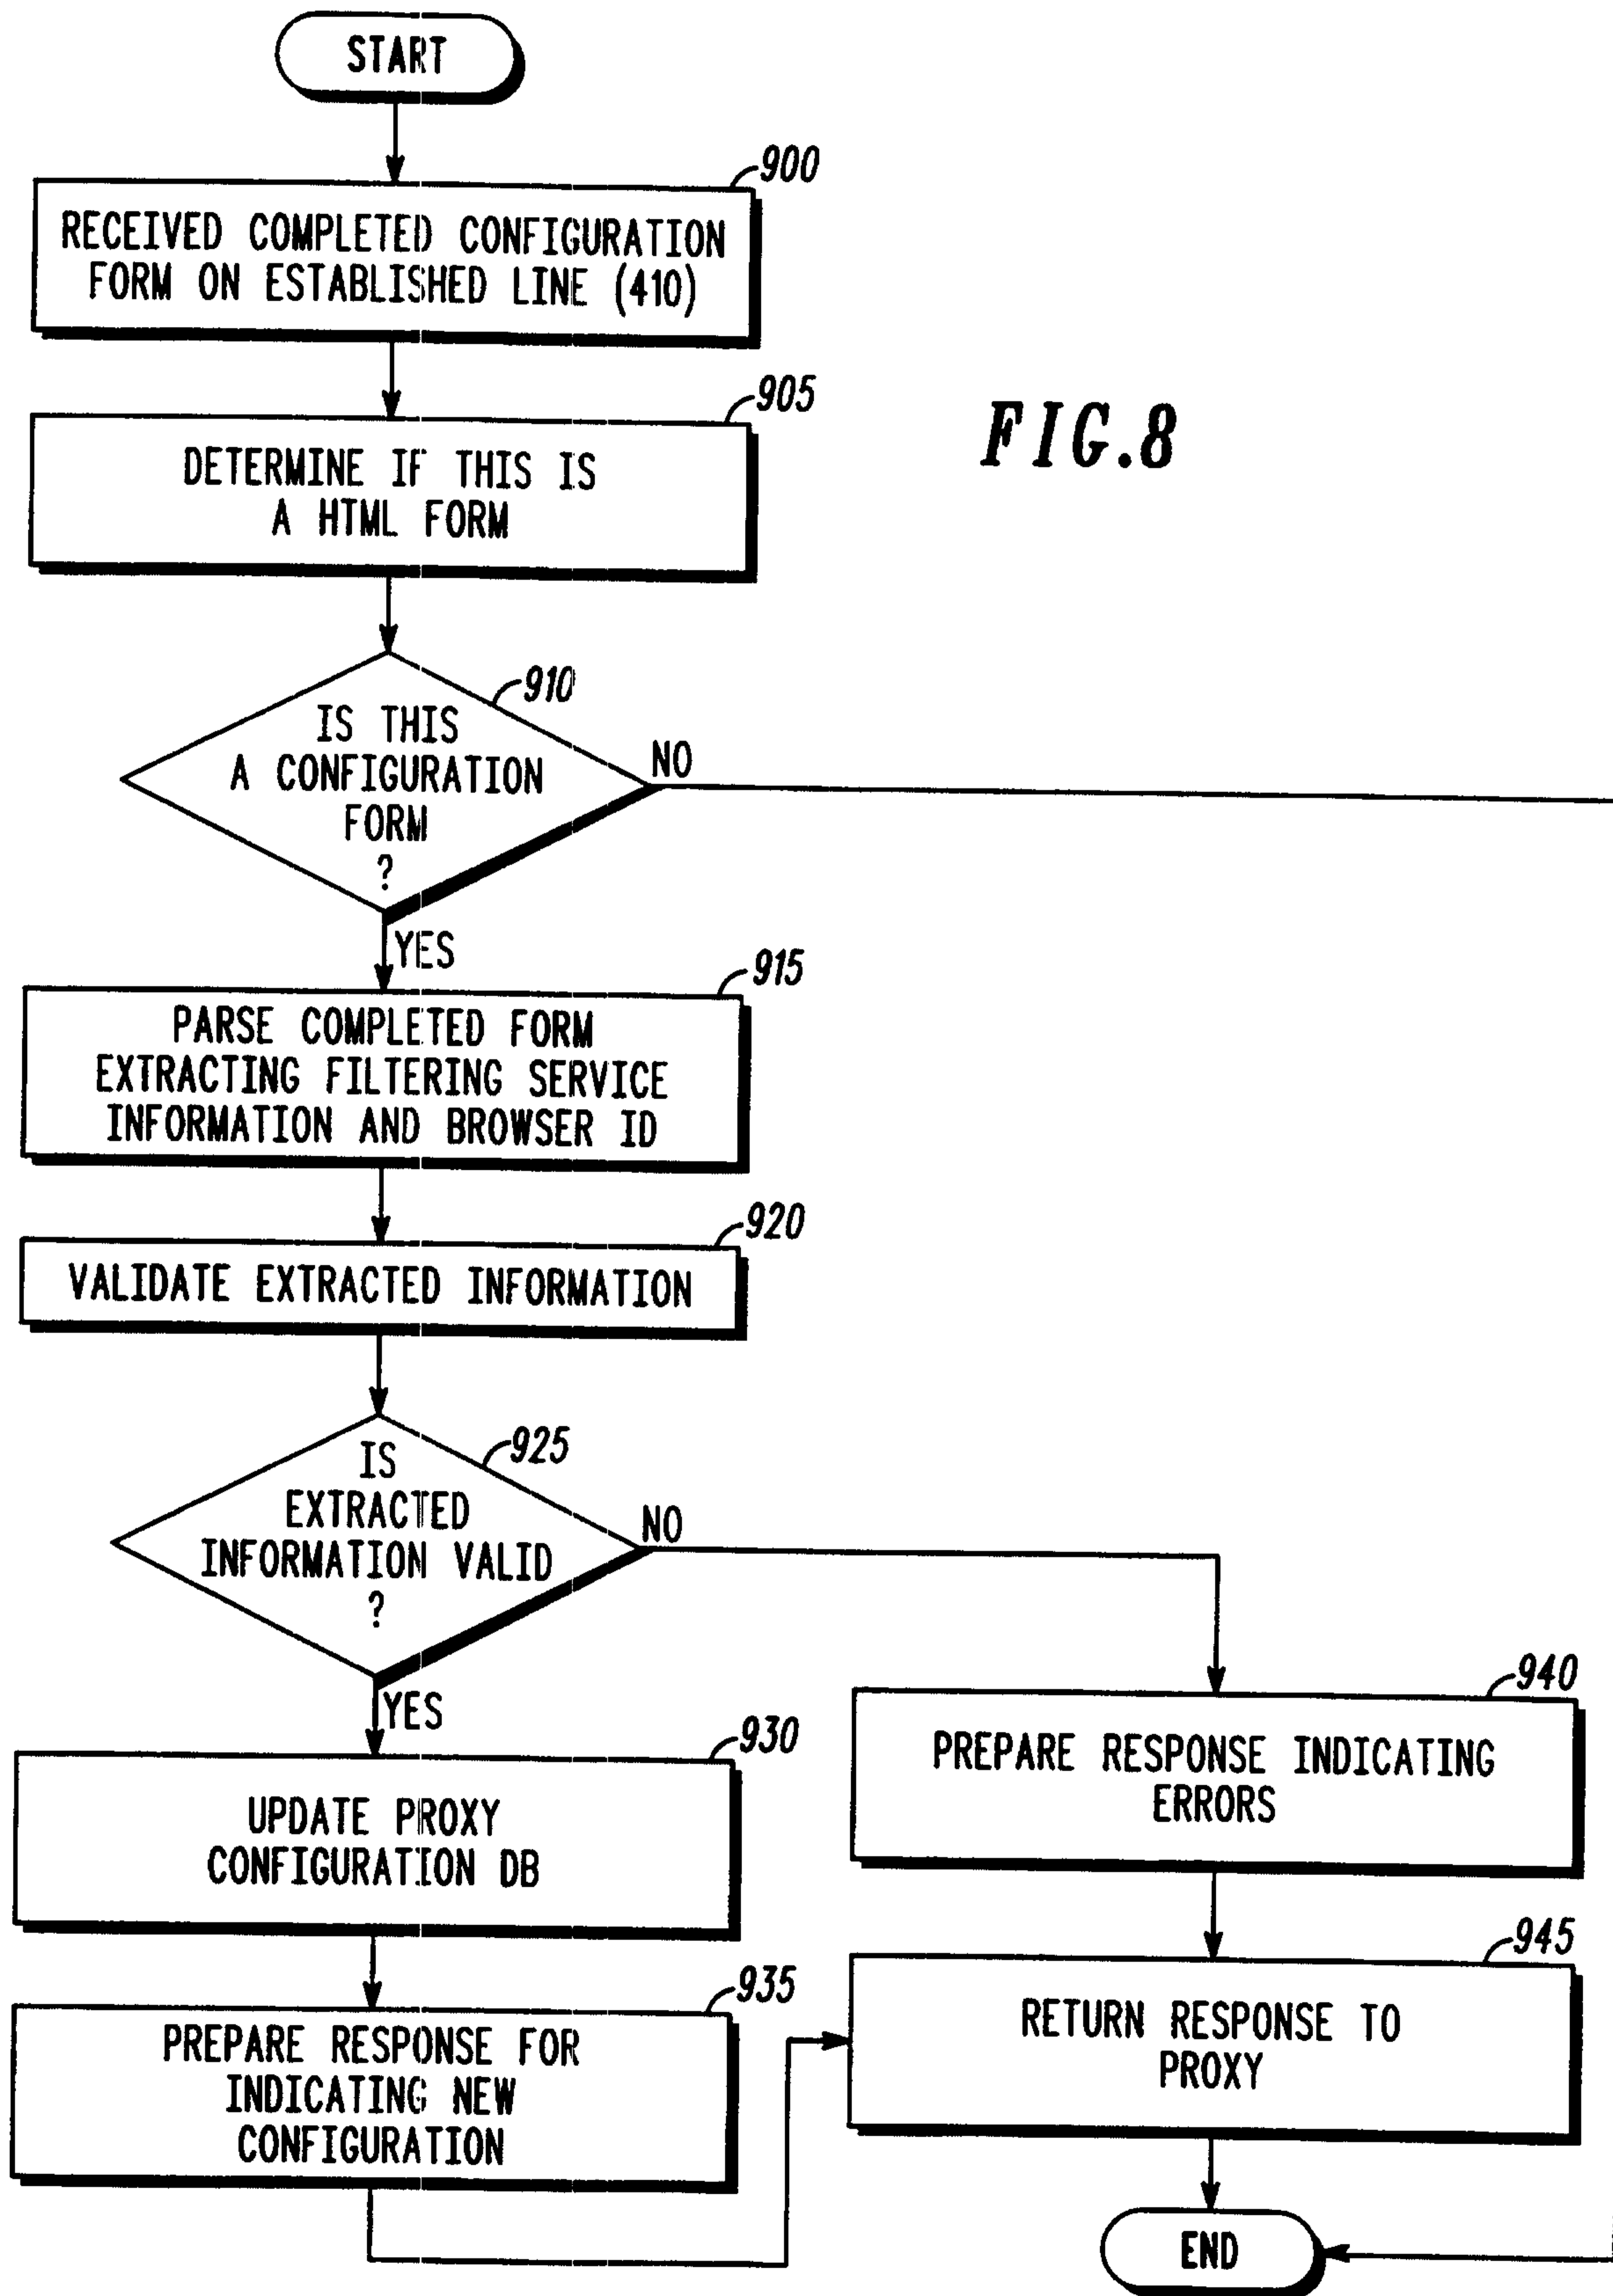 START
900
RECEIVED COMPLETED CONFIGURATION
FORM ON ESTABLISHED LINE (410)
905
DETERMINE IF THIS IS
A HTML FORM
FIG.8
910
IS THIS
A CONFIGURATION
FORM
?
NO
YES
915
PARSE COMPLETED FORM
EXTRACTING FILTERING SERVICE
INFORMATION AND BROWSER ID
920
VALIDATE EXTRACTED INFORMATION
925
IS
EXTRACTED
INFORMATION VALID
?
NO
YES
930
UPDATE PROXY
CONFIGURATION DB
935
PREPARE RESPONSE FOR
INDICATING NEW
CONFIGURATION
940
PREPARE RESPONSE INDICATING
ERRORS
945
RETURN RESPONSE TO
PROXY
END